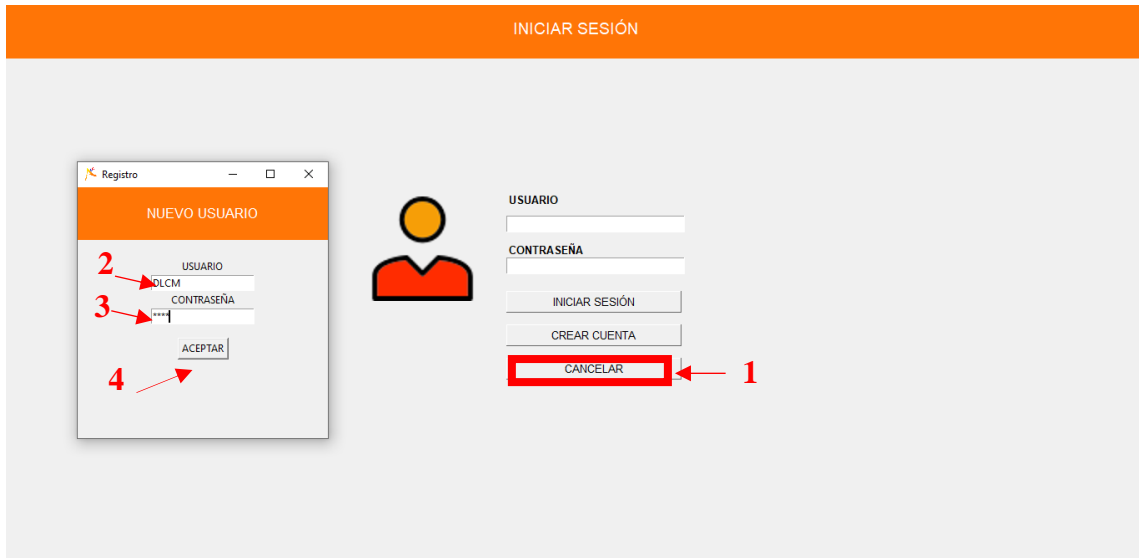 INICIAR SESIÓN
Registro
NUEVO USUARIO
2
USUARIO
DLCM
3
CONTRASEÑA
****
ACEPTAR
4
USUARIO
CONTRASEÑA
INICIAR SESIÓN
CREAR CUENTA
CANCELAR
1